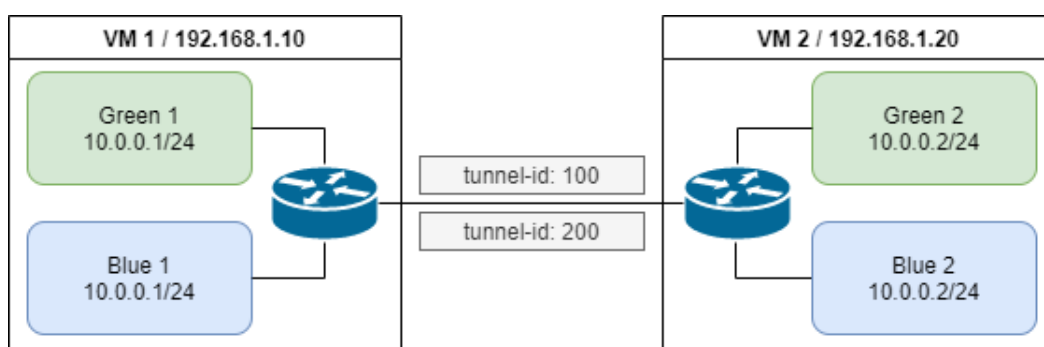 VM 1 / 192.168.1.10
VM 2 / 192.168.1.20
Green 1
10.0.0.1/24
Green 2
10.0.0.2/24
tunnel-id: 100
tunnel-id: 200
Blue 1
10.0.0.1/24
Blue 2
10.0.0.2/24